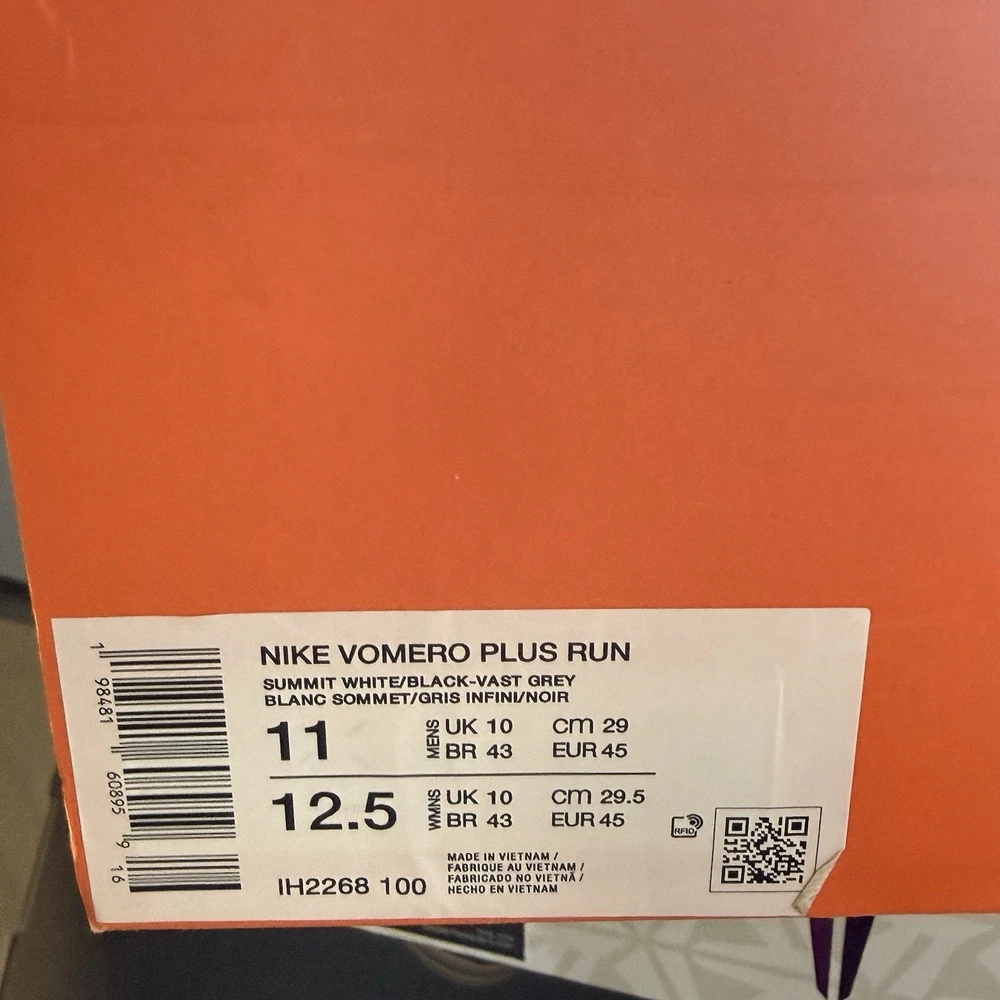 NIKE VOMERO PLUS RUN
SUMMIT WHITE/BLACK-VAST GREY
BLANC SOMMET/GRIS INFINI/NOIR
11 MENS UK 10 CM 29
BR 43 EUR 45
12.5 WMNS UK 10 CM 29.5
BR 43 EUR 45
RFID
MADE IN VIETNAM /
FABRIQUE AU VIETNAM /
FABRICADO NO VIETNÃ /
HECHO EN VIETNAM
IH2268 100
1 98481 60895 9 16